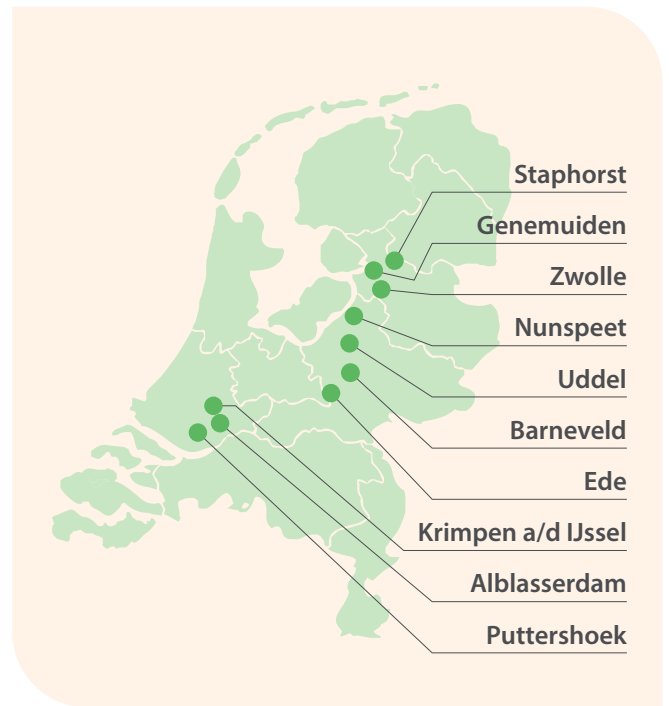 Staphorst
Genemuiden
Zwolle
Nunspeet
Uddel
Barneveld
Ede
Krimpen a/d IJssel
Alblasserdam
Puttershoek